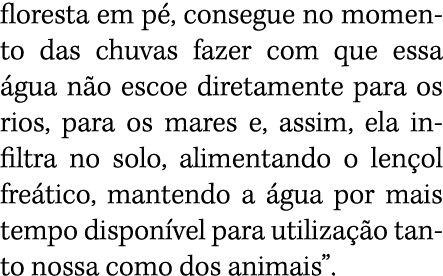 floresta em pé, consegue no momen-
to das chuvas fazer com que essa
água não escoe diretamente para os
rios, para os mares e, assim, ela in-
filtra no solo, alimentando o lençol
freático, mantendo a água por mais
tempo disponível para utilização tan-
to nossa como dos animais”.